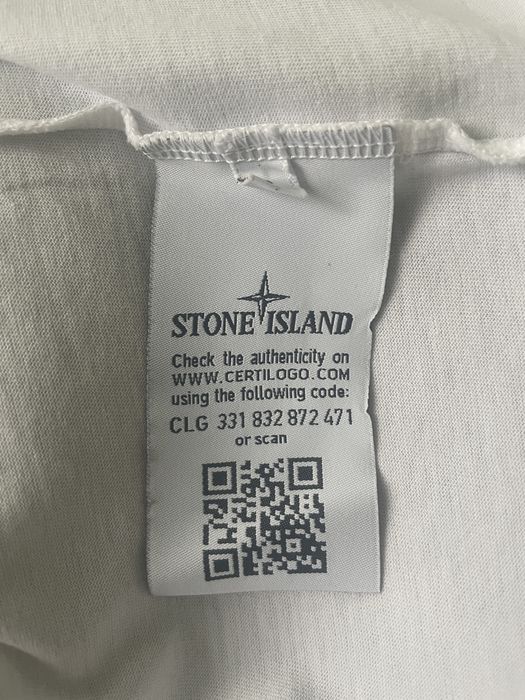 STONE ISLAND
Check the authenticity on
WWW.CERTILOGO.COM
using the following code:
CLG 331 832 872 471
or scan